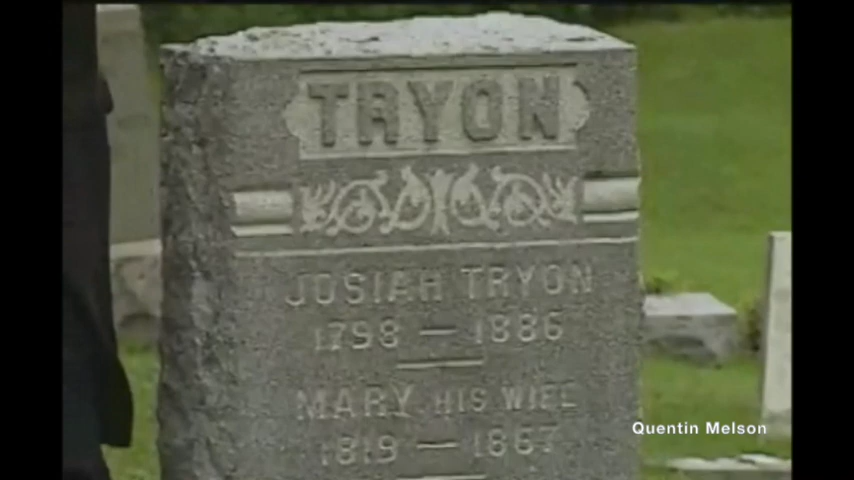 TRYON
JOSIAH TRYON
1798 — 1886
MARY HIS WIFE
1819 — 1867
Quentin Melson